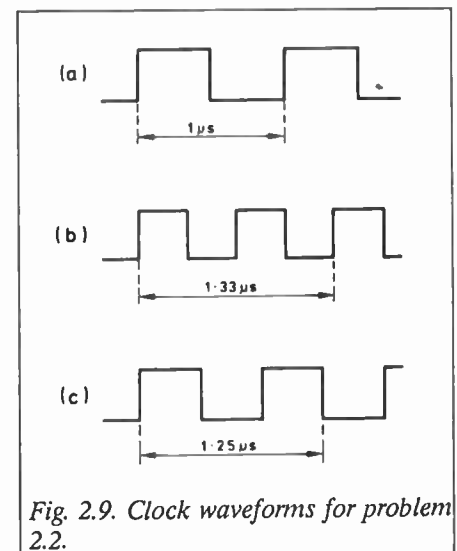 (a)
1µs
(b)
1·33µs
(c)
1·25µs
Fig. 2.9. Clock waveforms for problem
2.2.